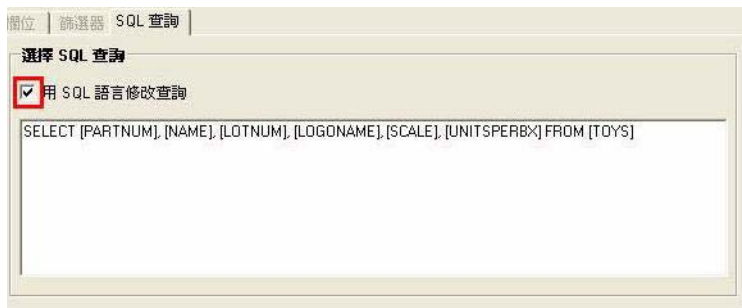 欄位 篩選器 SQL 查詢
選擇 SQL 查詢
用 SQL 語言修改查詢
SELECT [PARTNUM], [NAME], [LOTNUM], [LOGONAME], [SCALE], [UNITSPERBX] FROM [TOYS]